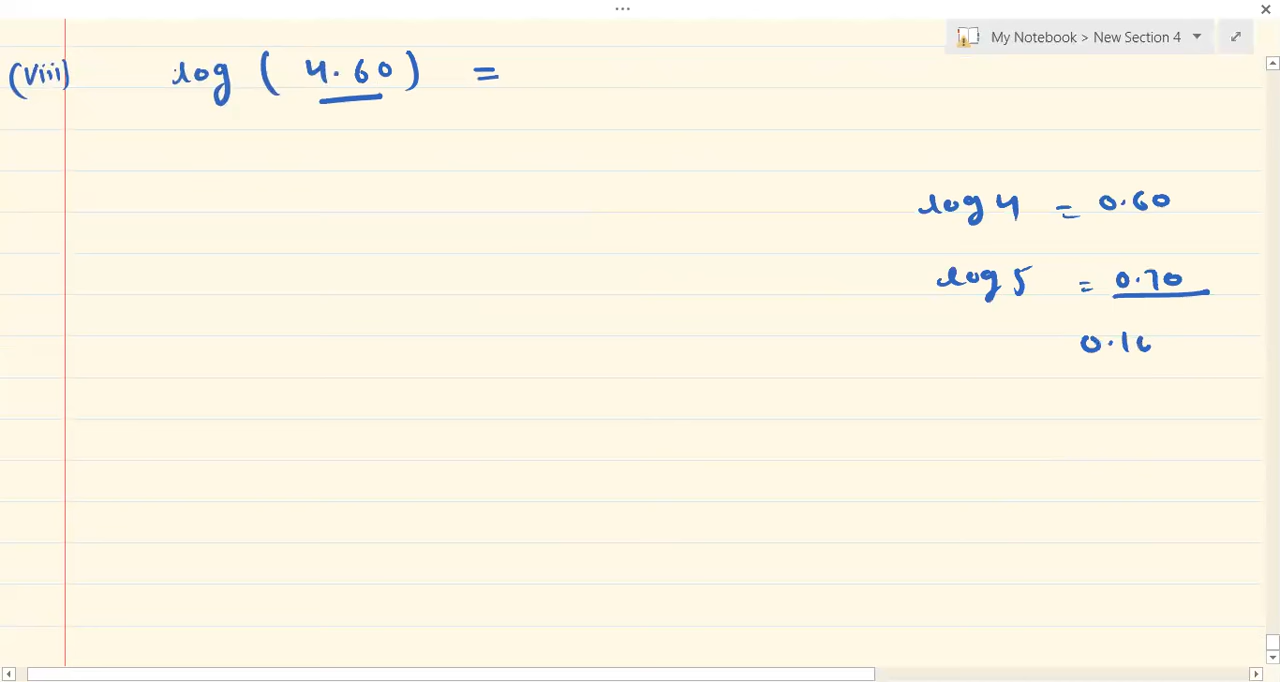 ...
My Notebook > New Section 4
(viii) log ( 4.60 ) =
log 4 = 0.60
log 5 = 0.70
0.10